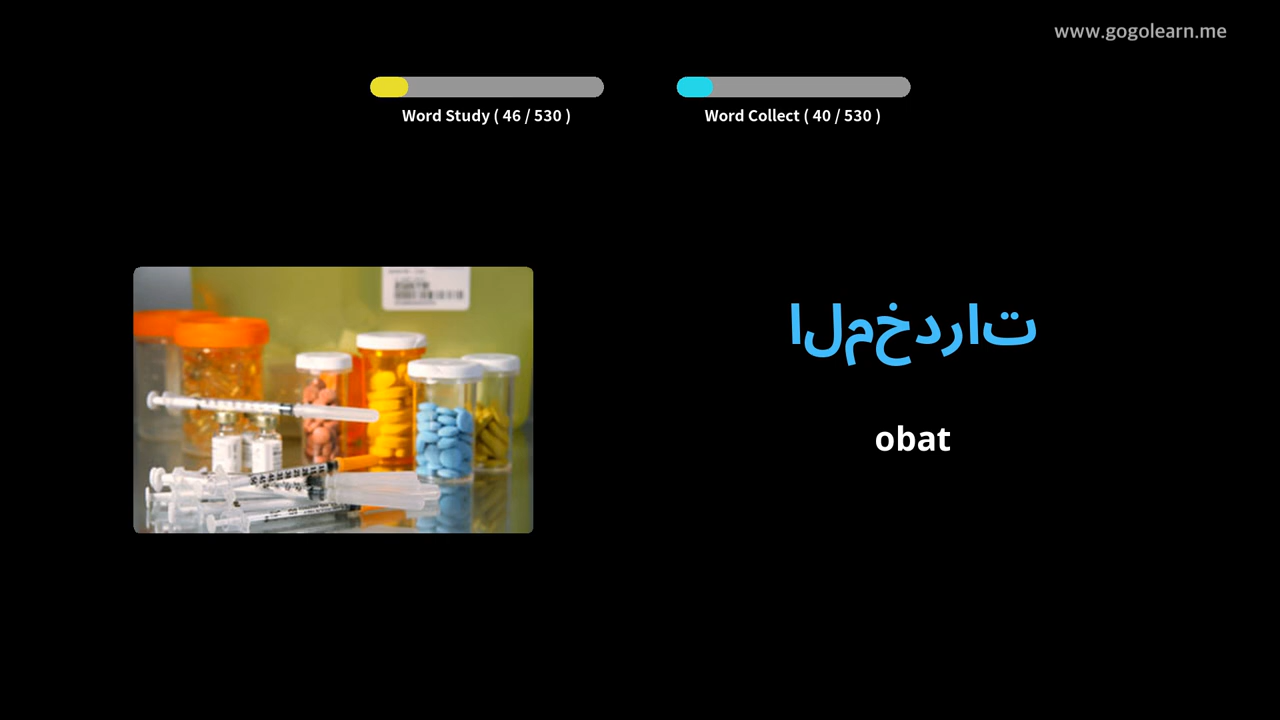 www.gogolearn.me
Word Study ( 46 / 530 )
Word Collect ( 40 / 530 )
المخدرات
obat